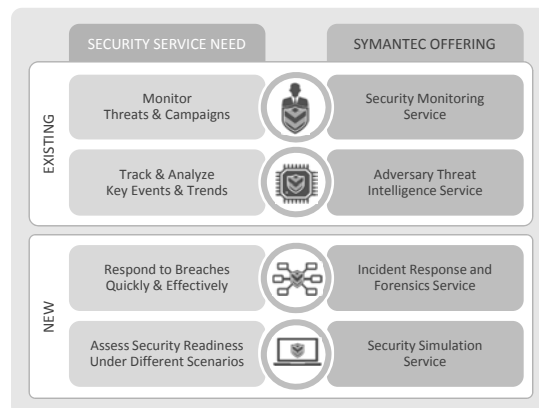 SECURITY SERVICE NEED
SYMANTEC OFFERING
EXISTING
Monitor
Threats & Campaigns
Security Monitoring
Service
Track & Analyze
Key Events & Trends
Adversary Threat
Intelligence Service
NEW
Respond to Breaches
Quickly & Effectively
Incident Response and
Forensics Service
Assess Security Readiness
Under Different Scenarios
Security Simulation
Service